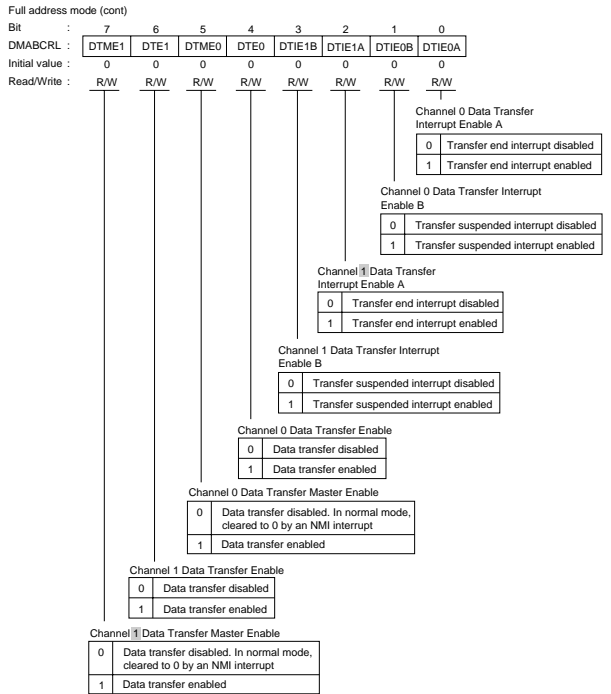 Full address mode (cont)
Bit : 7 6 5 4 3 2 1 0
DMABCRL : DTME1 DTE1 DTME0 DTE0 DTIE1B DTIE1A DTIE0B DTIE0A
Initial value : 0 0 0 0 0 0 0 0
Read/Write : R/W R/W R/W R/W R/W R/W R/W R/W
Channel 0 Data Transfer
Interrupt Enable A
0 Transfer end interrupt disabled
1 Transfer end interrupt enabled
Channel 0 Data Transfer Interrupt
Enable B
0 Transfer suspended interrupt disabled
1 Transfer suspended interrupt enabled
Channel 1 Data Transfer
Interrupt Enable A
0 Transfer end interrupt disabled
1 Transfer end interrupt enabled
Channel 1 Data Transfer Interrupt
Enable B
0 Transfer suspended interrupt disabled
1 Transfer suspended interrupt enabled
Channel 0 Data Transfer Enable
0 Data transfer disabled
1 Data transfer enabled
Channel 0 Data Transfer Master Enable
0 Data transfer disabled. In normal mode,
cleared to 0 by an NMI interrupt
1 Data transfer enabled
Channel 1 Data Transfer Enable
0 Data transfer disabled
1 Data transfer enabled
Channel 1 Data Transfer Master Enable
0 Data transfer disabled. In normal mode,
cleared to 0 by an NMI interrupt
1 Data transfer enabled